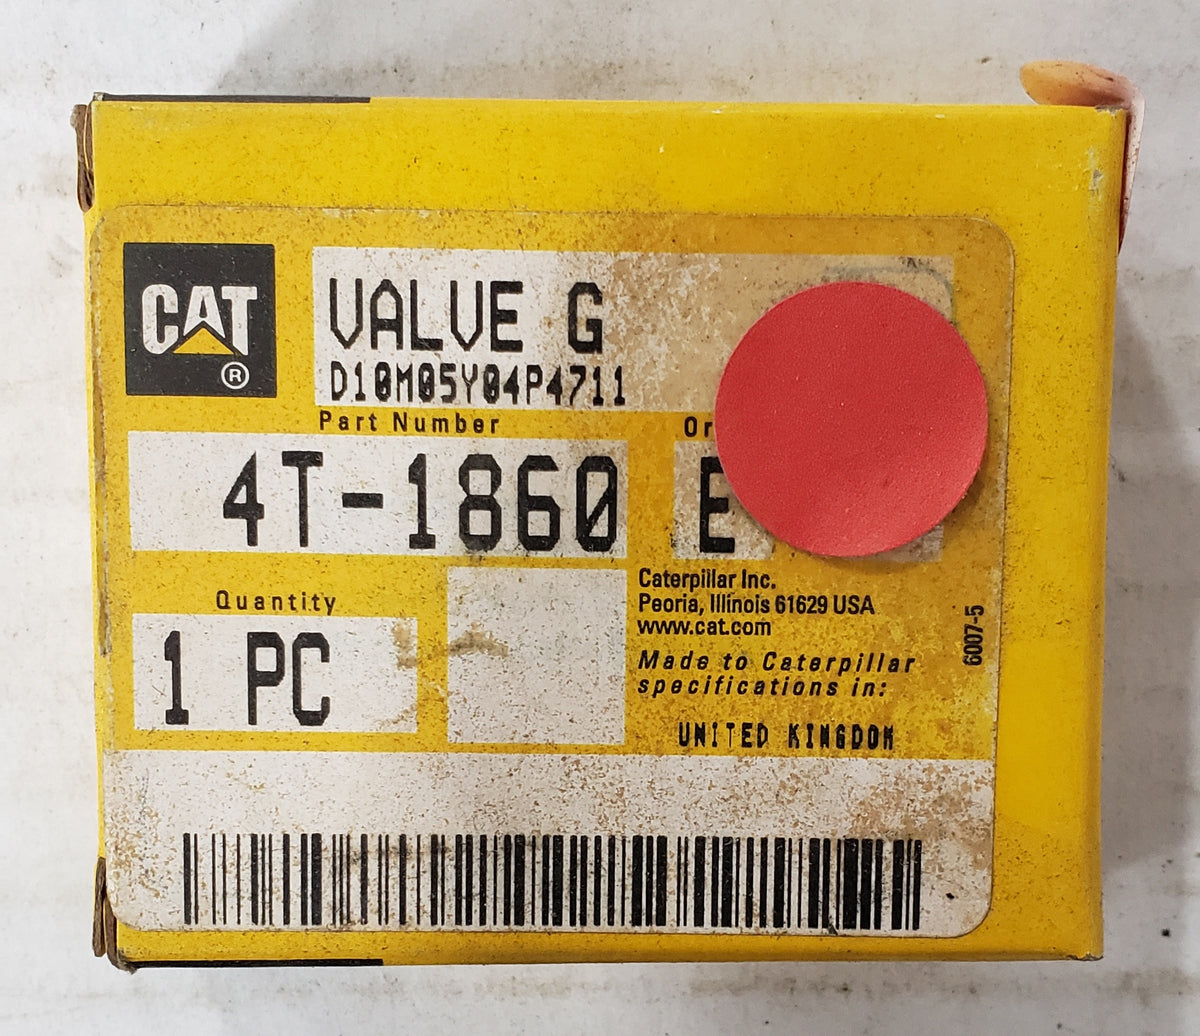 CAT
®
VALVE G
D10M05Y04P4711
Part Number
4T-1860
Quantity
1 PC
Caterpillar Inc.
Peoria, Illinois 61629 USA
www.cat.com
Made to Caterpillar
specifications in:
UNITED KINGDOM
6007-5